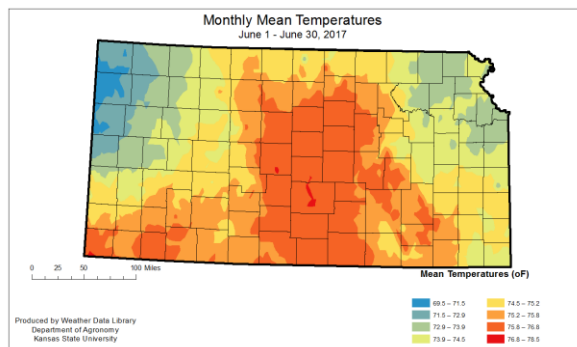 Monthly Mean Temperatures
June 1 - June 30, 2017
0 25 50 100 Miles
Mean Temperatures (oF)
69.5 – 71.5
71.5 – 72.9
72.9 – 73.9
73.9 – 74.5
74.5 – 75.2
75.2 – 75.8
75.8 – 76.8
76.8 – 78.5
Produced by Weather Data Library
Department of Agronomy
Kansas State University